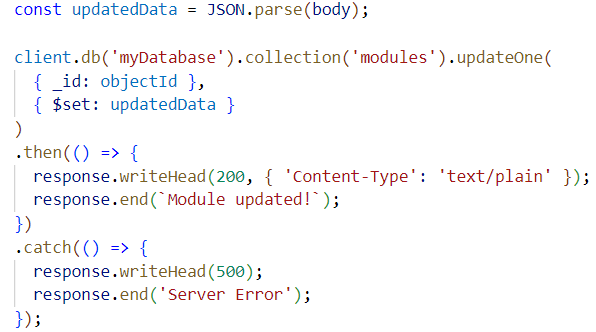 const updatedData = JSON.parse(body);

client.db('myDatabase').collection('modules').updateOne(
  { _id: objectId },
  { $set: updatedData }
)
.then(() => {
  response.writeHead(200, { 'Content-Type': 'text/plain' });
  response.end(`Module updated!`);
})
.catch(() => {
  response.writeHead(500);
  response.end('Server Error');
});